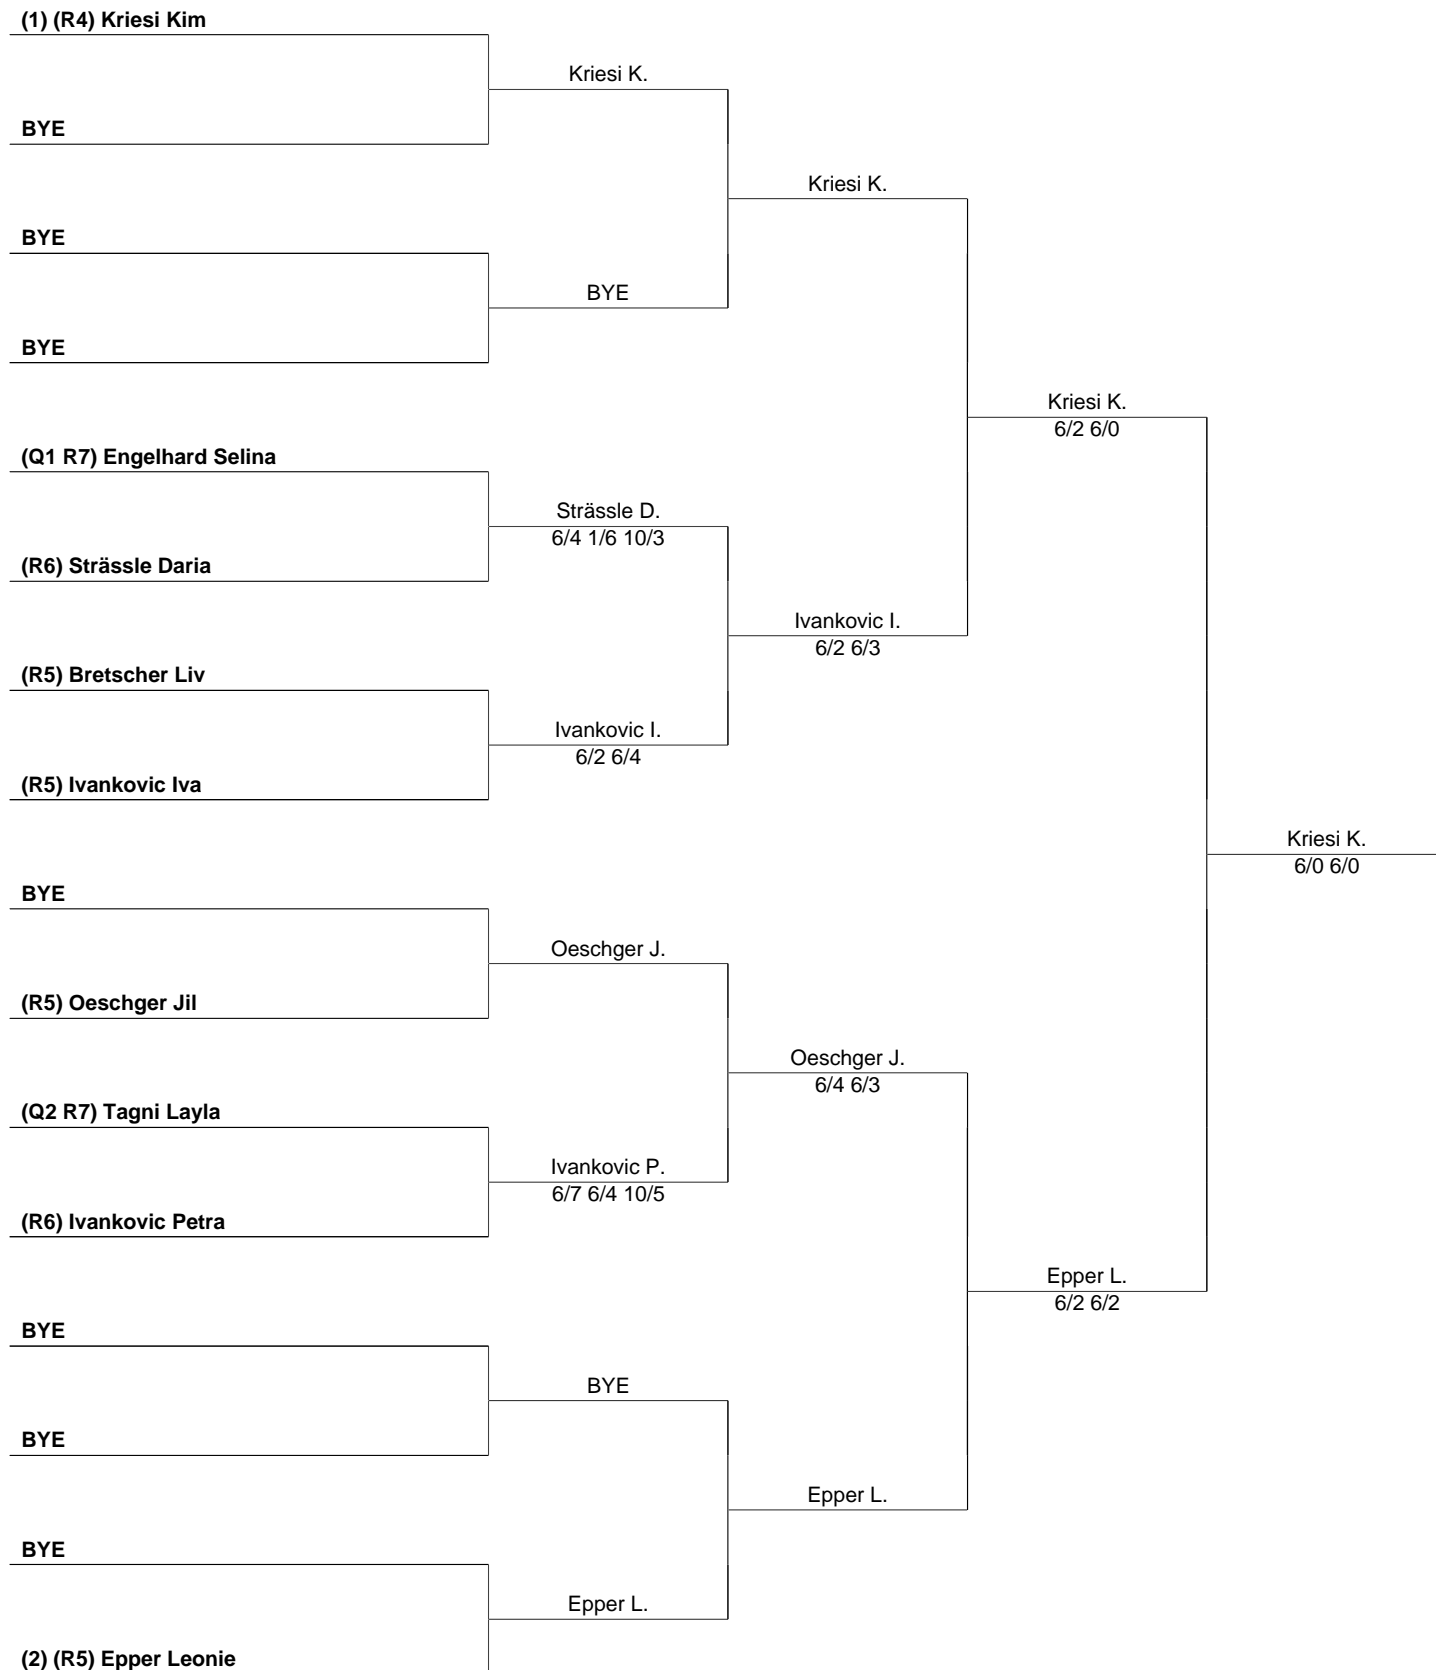 (1) (R4) Kriesi Kim
Kriesi K.
BYE
Kriesi K.
BYE
BYE
BYE
Kriesi K.
6/2 6/0
(Q1 R7) Engelhard Selina
Strässle D.
6/4 1/6 10/3
(R6) Strässle Daria
Ivankovic I.
6/2 6/3
(R5) Bretscher Liv
Ivankovic I.
6/2 6/4
(R5) Ivankovic Iva
Kriesi K.
6/0 6/0
BYE
Oeschger J.
(R5) Oeschger Jil
Oeschger J.
6/4 6/3
(Q2 R7) Tagni Layla
Ivankovic P.
6/7 6/4 10/5
(R6) Ivankovic Petra
Epper L.
6/2 6/2
BYE
BYE
BYE
Epper L.
BYE
Epper L.
(2) (R5) Epper Leonie